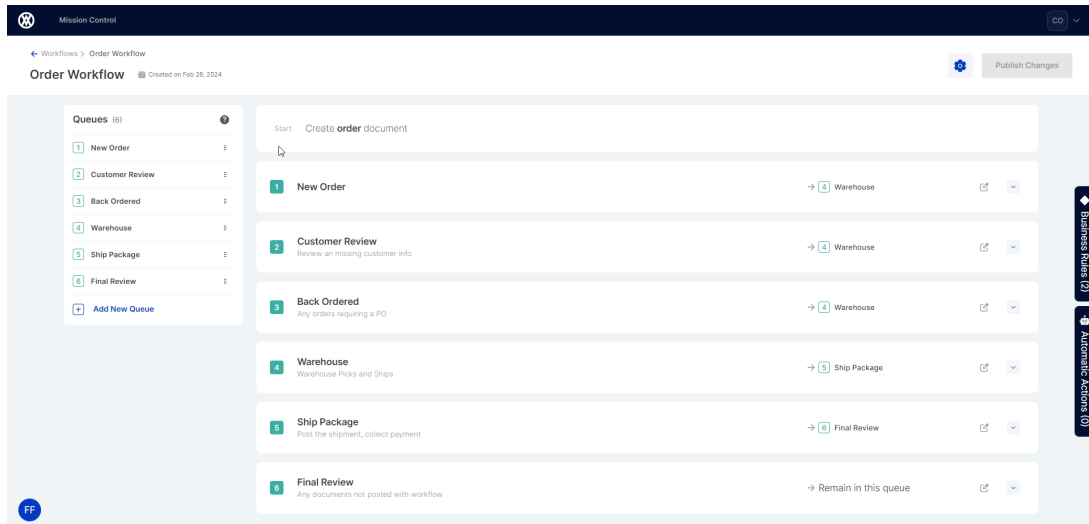 Mission Control
CO
Workflows > Order Workflow
Order Workflow
Created on Feb 28, 2024
Publish Changes
Queues (6)
?
1 New Order
2 Customer Review
3 Back Ordered
4 Warehouse
5 Ship Package
6 Final Review
+ Add New Queue
Start Create order document
1 New Order → 4 Warehouse
2 Customer Review → 4 Warehouse
Review an missing customer info
3 Back Ordered → 4 Warehouse
Any orders requiring a PO
4 Warehouse → 5 Ship Package
Warehouse Picks and Ships
5 Ship Package → 6 Final Review
Post the shipment, collect payment
6 Final Review → Remain in this queue
Any documents not posted with workflow
Business Rules (2)
Automatic Actions (0)
FF